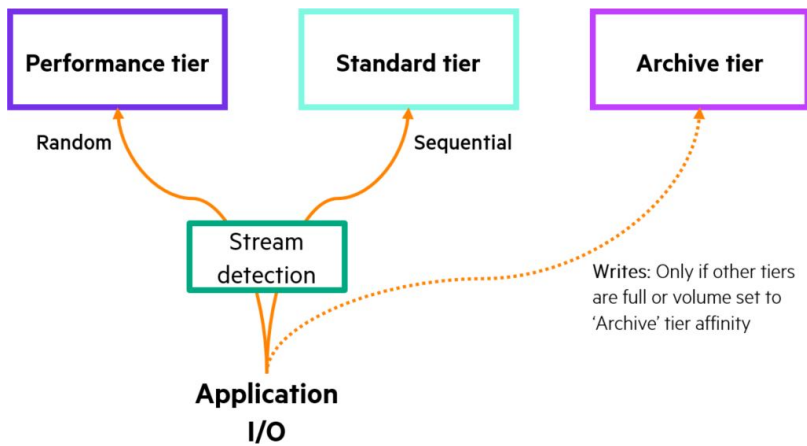 Performance tier
Standard tier
Archive tier
Random
Sequential
Stream
detection
Writes: Only if other tiers
are full or volume set to
‘Archive’ tier affinity
Application
I/O